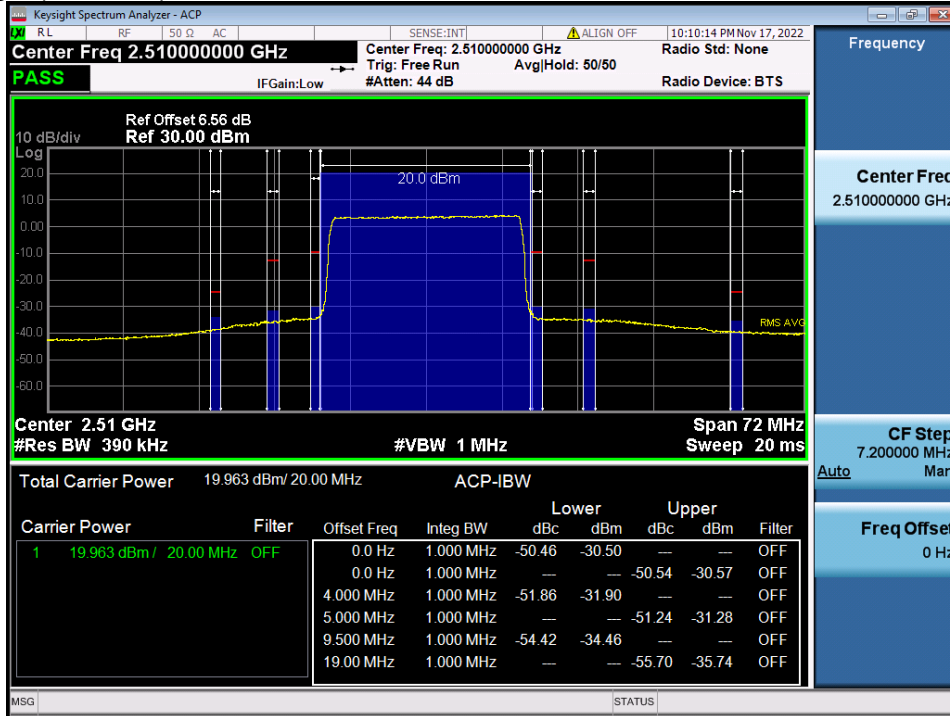 Keysight Spectrum Analyzer - ACP
LXI RL RF 50 Ω AC SENSE:INT ALIGN OFF 10:10:14 PM Nov 17, 2022
Center Freq 2.510000000 GHz Center Freq: 2.510000000 GHz Radio Std: None
Trig: Free Run Avg|Hold: 50/50
PASS IFGain:Low #Atten: 44 dB Radio Device: BTS
Ref Offset 6.56 dB
10 dB/div Ref 30.00 dBm
Log
20.0
20.0 dBm
10.0
0.00
-10.0
-20.0
-30.0
RMS AVG
-40.0
-50.0
-60.0
Center 2.51 GHz Span 72 MHz
#Res BW 390 kHz #VBW 1 MHz Sweep 20 ms
Total Carrier Power 19.963 dBm/ 20.00 MHz ACP-IBW
Lower Upper
Carrier Power Filter Offset Freq Integ BW dBc dBm dBc dBm Filter
1 19.963 dBm / 20.00 MHz OFF 0.0 Hz 1.000 MHz -50.46 -30.50 --- --- OFF
0.0 Hz 1.000 MHz --- --- -50.54 -30.57 OFF
4.000 MHz 1.000 MHz -51.86 -31.90 --- --- OFF
5.000 MHz 1.000 MHz --- --- -51.24 -31.28 OFF
9.500 MHz 1.000 MHz -54.42 -34.46 --- --- OFF
19.00 MHz 1.000 MHz --- --- -55.70 -35.74 OFF
MSG STATUS
Frequency
Center Freq
2.510000000 GHz
CF Step
7.200000 MHz
Auto Man
Freq Offset
0 Hz